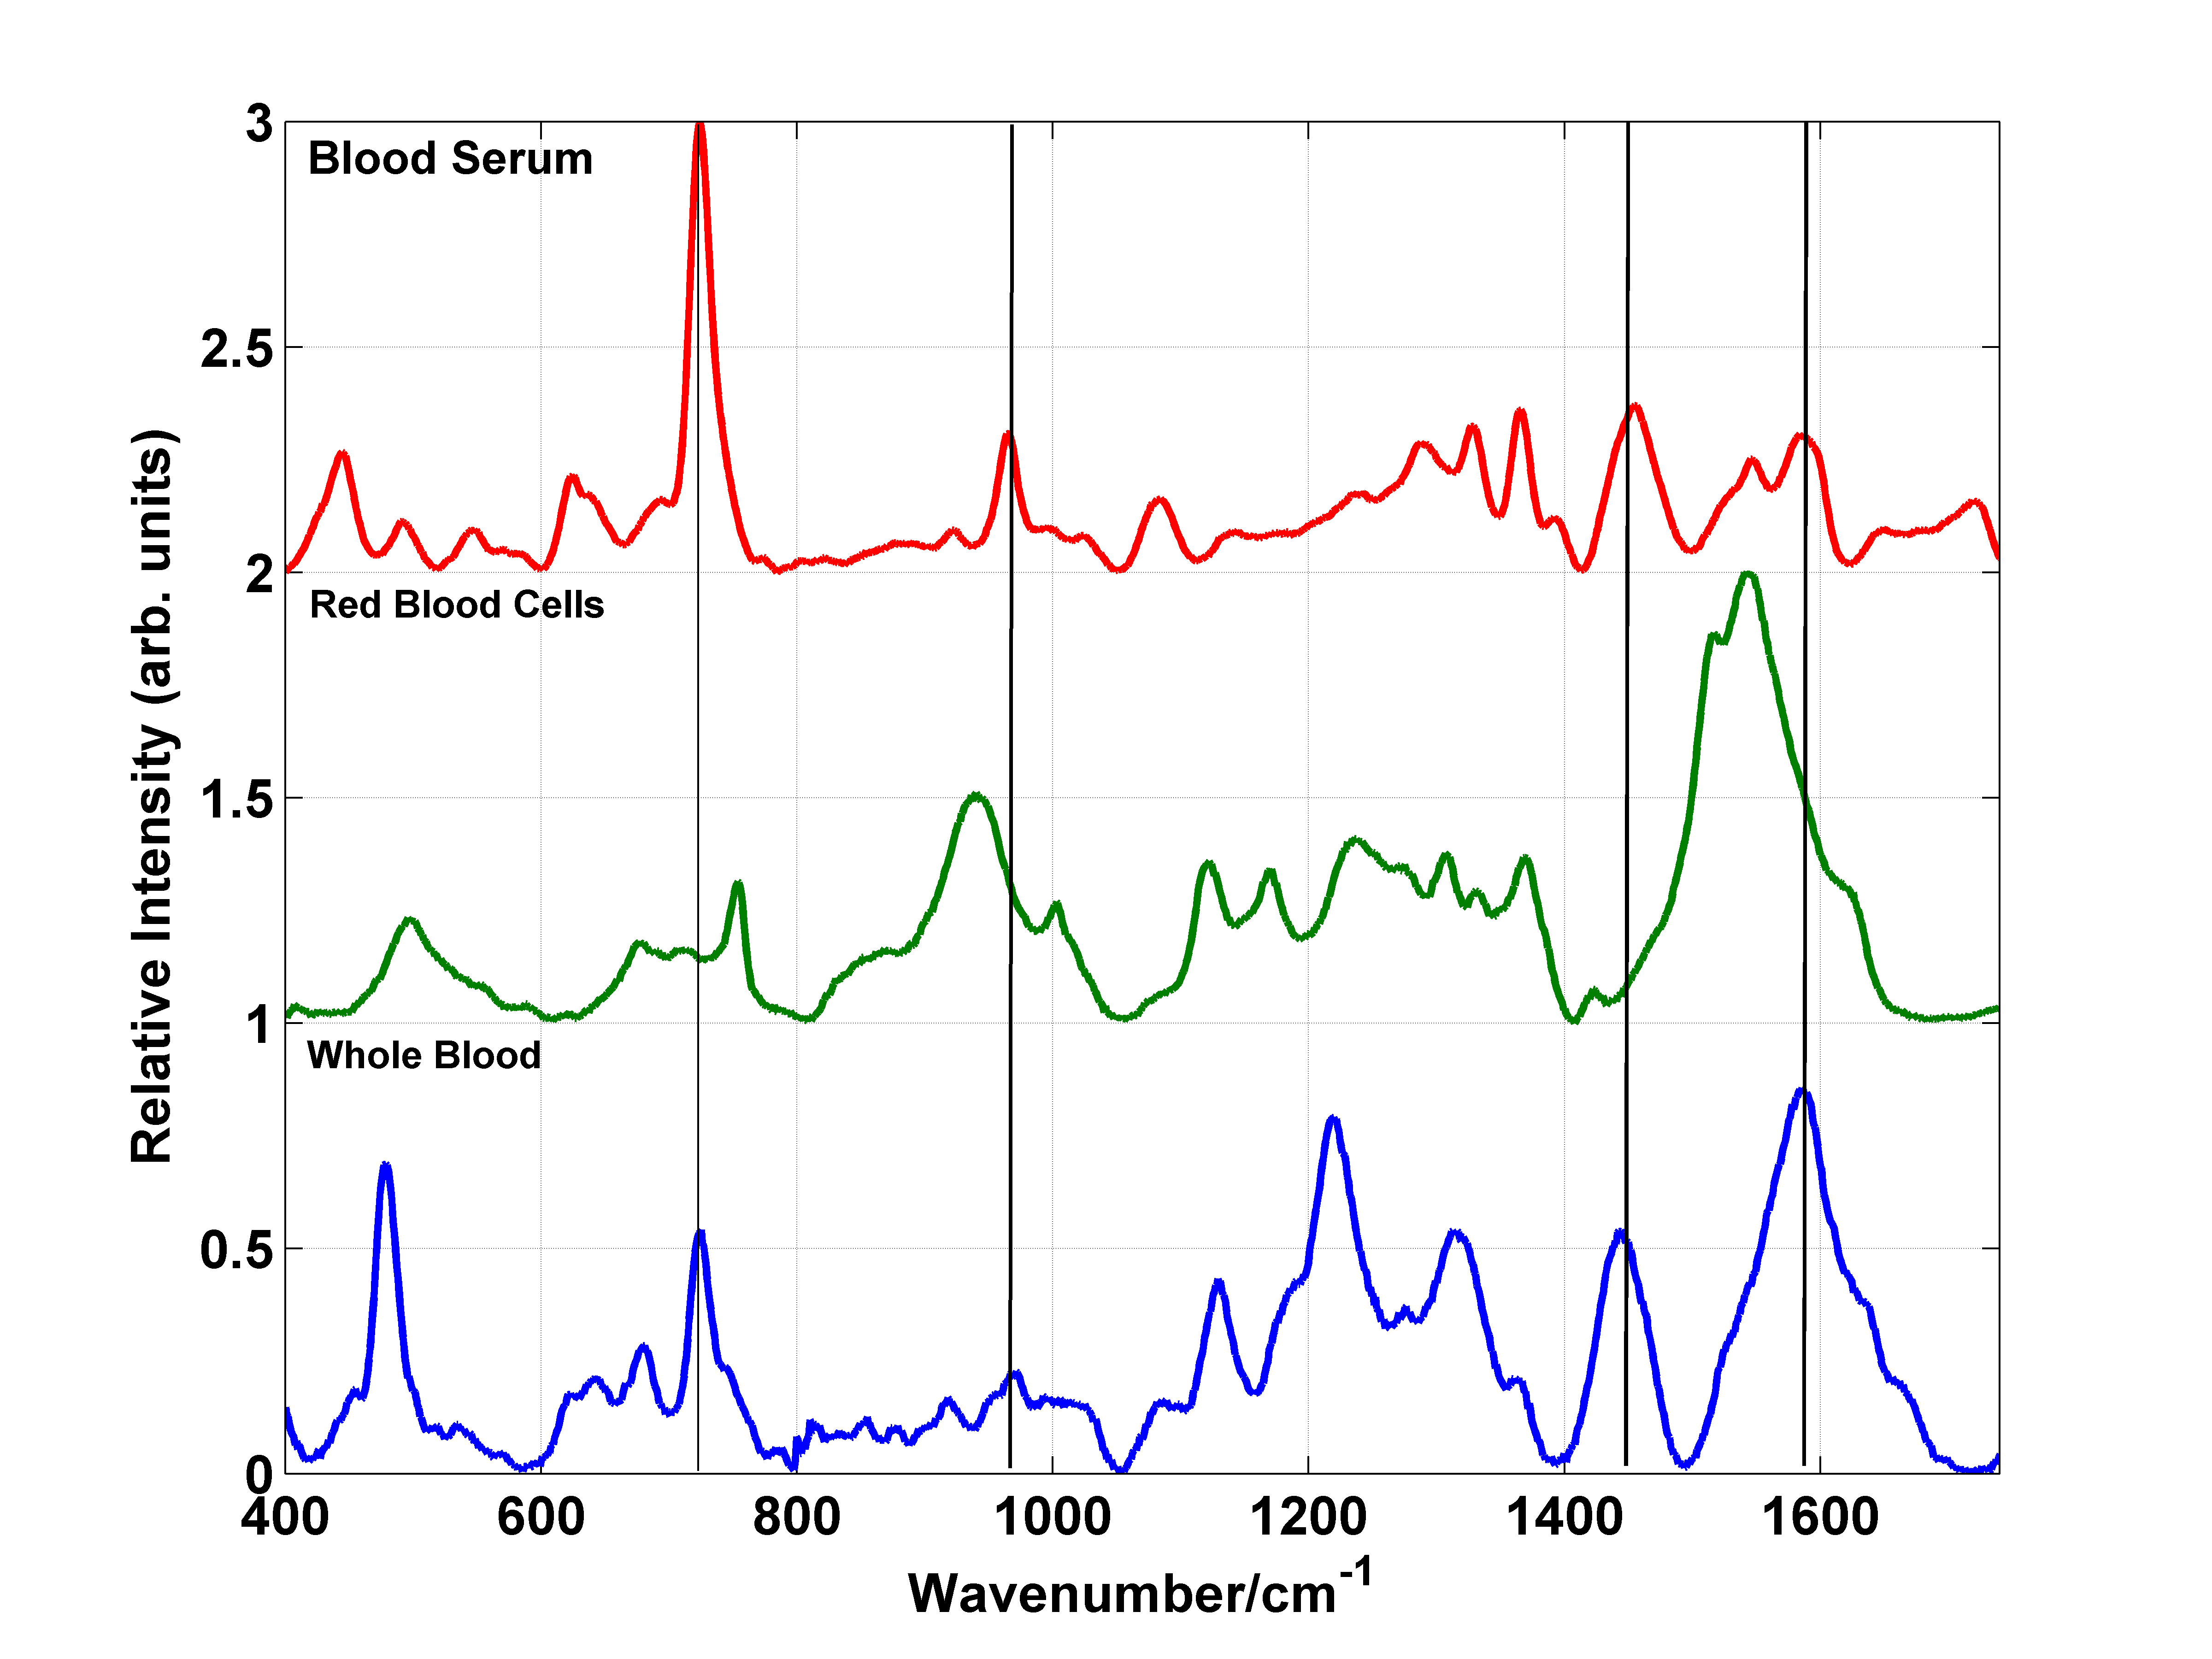 3
Blood Serum
2.5
2
Red Blood Cells
1.5
1
Whole Blood
0.5
0
Relative Intensity (arb. units)
400 600 800 1000 1200 1400 1600
Wavenumber/cm-1